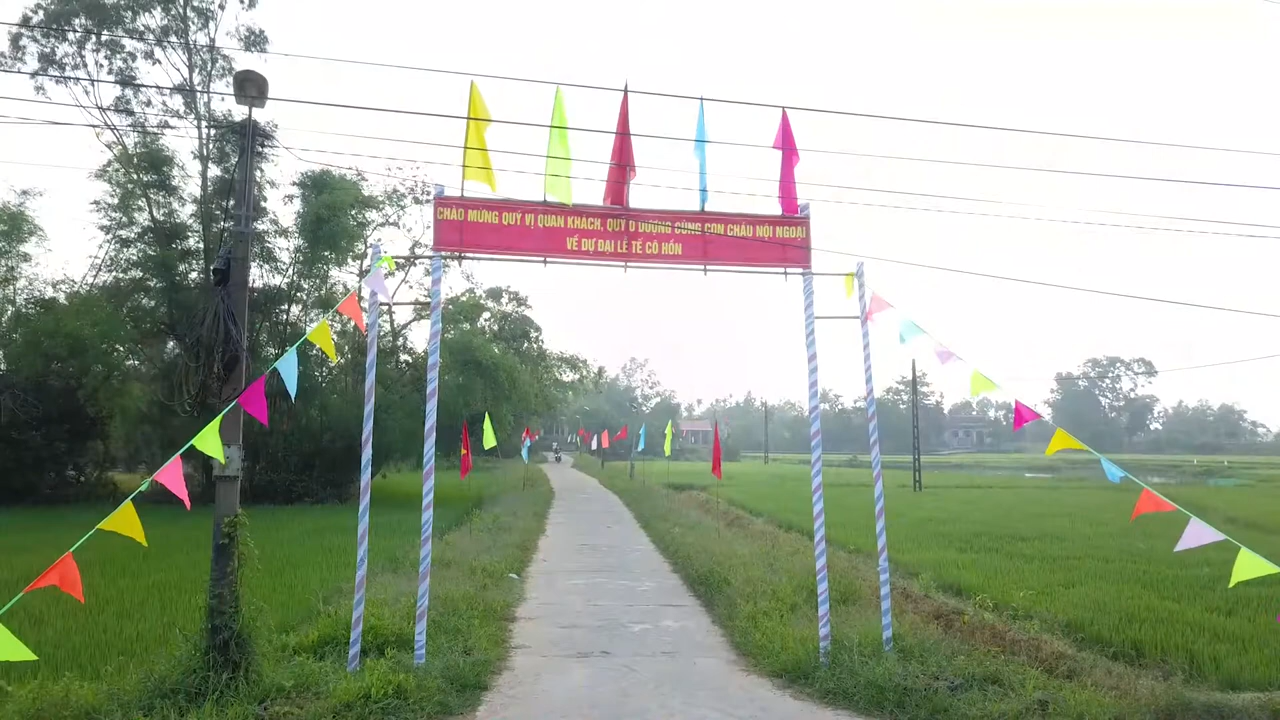 CHÀO MỪNG QUÝ VỊ QUAN KHÁCH, QUÝ O DƯỢNG CÙNG CON CHÁU NỘI NGOẠI
VỀ DỰ ĐẠI LỄ TẾ CÔ HỒN